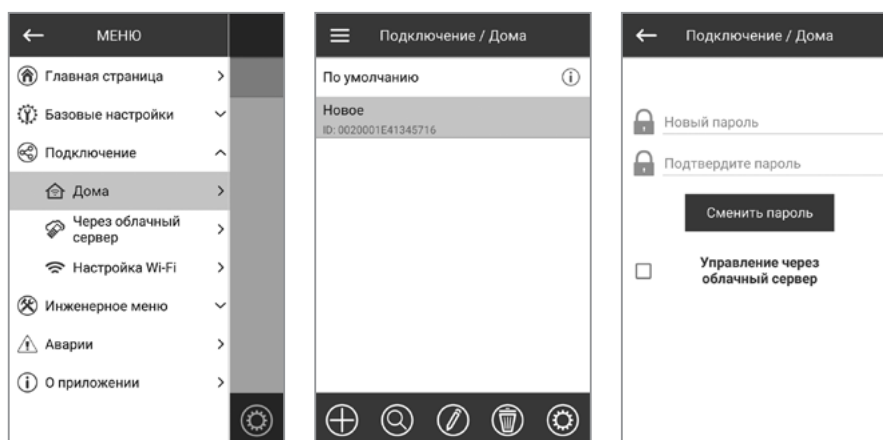 МЕНЮ
Главная страница
Базовые настройки
Подключение
Дома
Через облачный
сервер
Настройка Wi-Fi
Инженерное меню
Аварии
О приложении
Подключение / Дома
По умолчанию
Новое
ID: 0020001E41345716
Подключение / Дома
Новый пароль
Подтвердите пароль
Сменить пароль
Управление через
облачный сервер